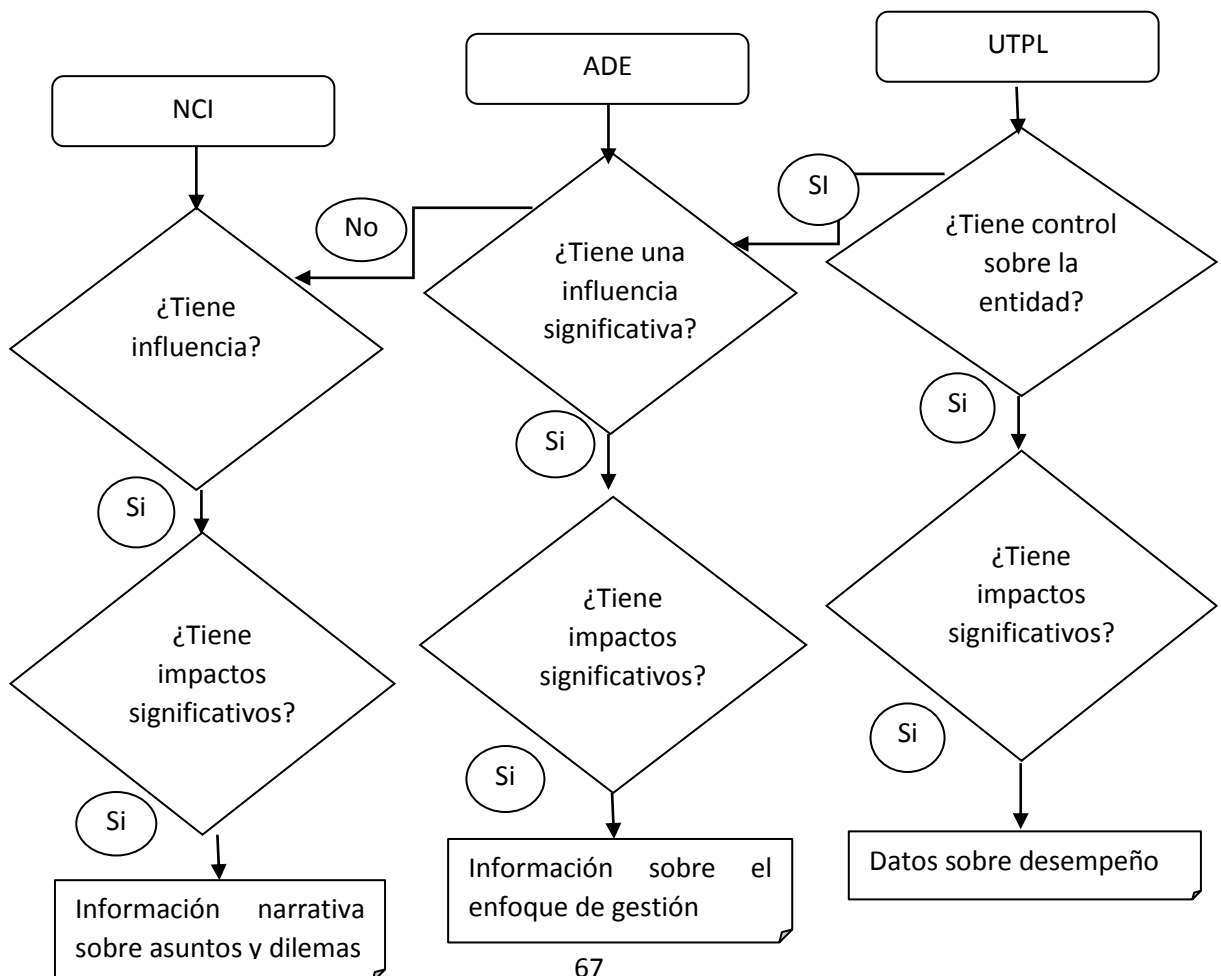 UTPL
ADE
NCI
SI
No
¿Tiene control
sobre la
entidad?
¿Tiene una
influencia
significativa?
¿Tiene
influencia?
Si
Si
Si
¿Tiene
impactos
significativos?
¿Tiene
impactos
significativos?
¿Tiene
impactos
significativos?
Si
Si
Si
Datos sobre desempeño
Información sobre el
enfoque de gestión
Información narrativa
sobre asuntos y dilemas
67